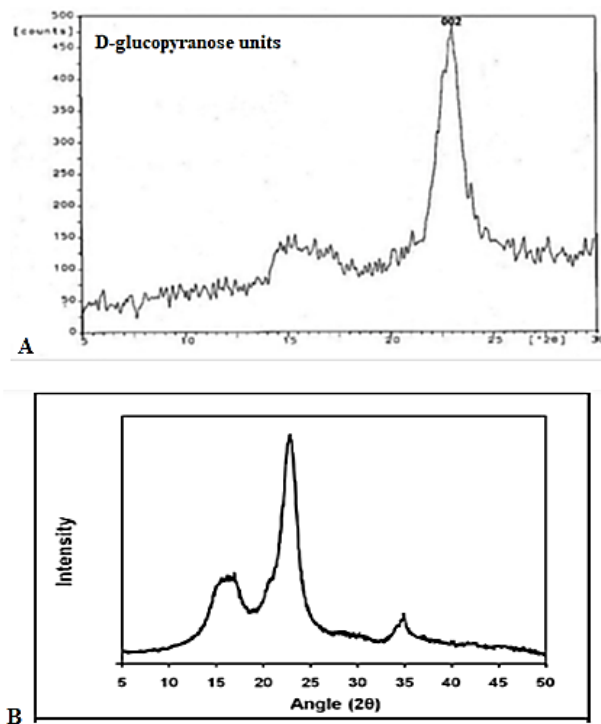 002
500
[counts]
D-glucopyranose units
450
400
350
300
250
200
150
100
50
0
5 10 15 20 25 [°2θ] 30
A
Intensity
5 10 15 20 25 30 35 40 45 50
Angle (2θ)
B